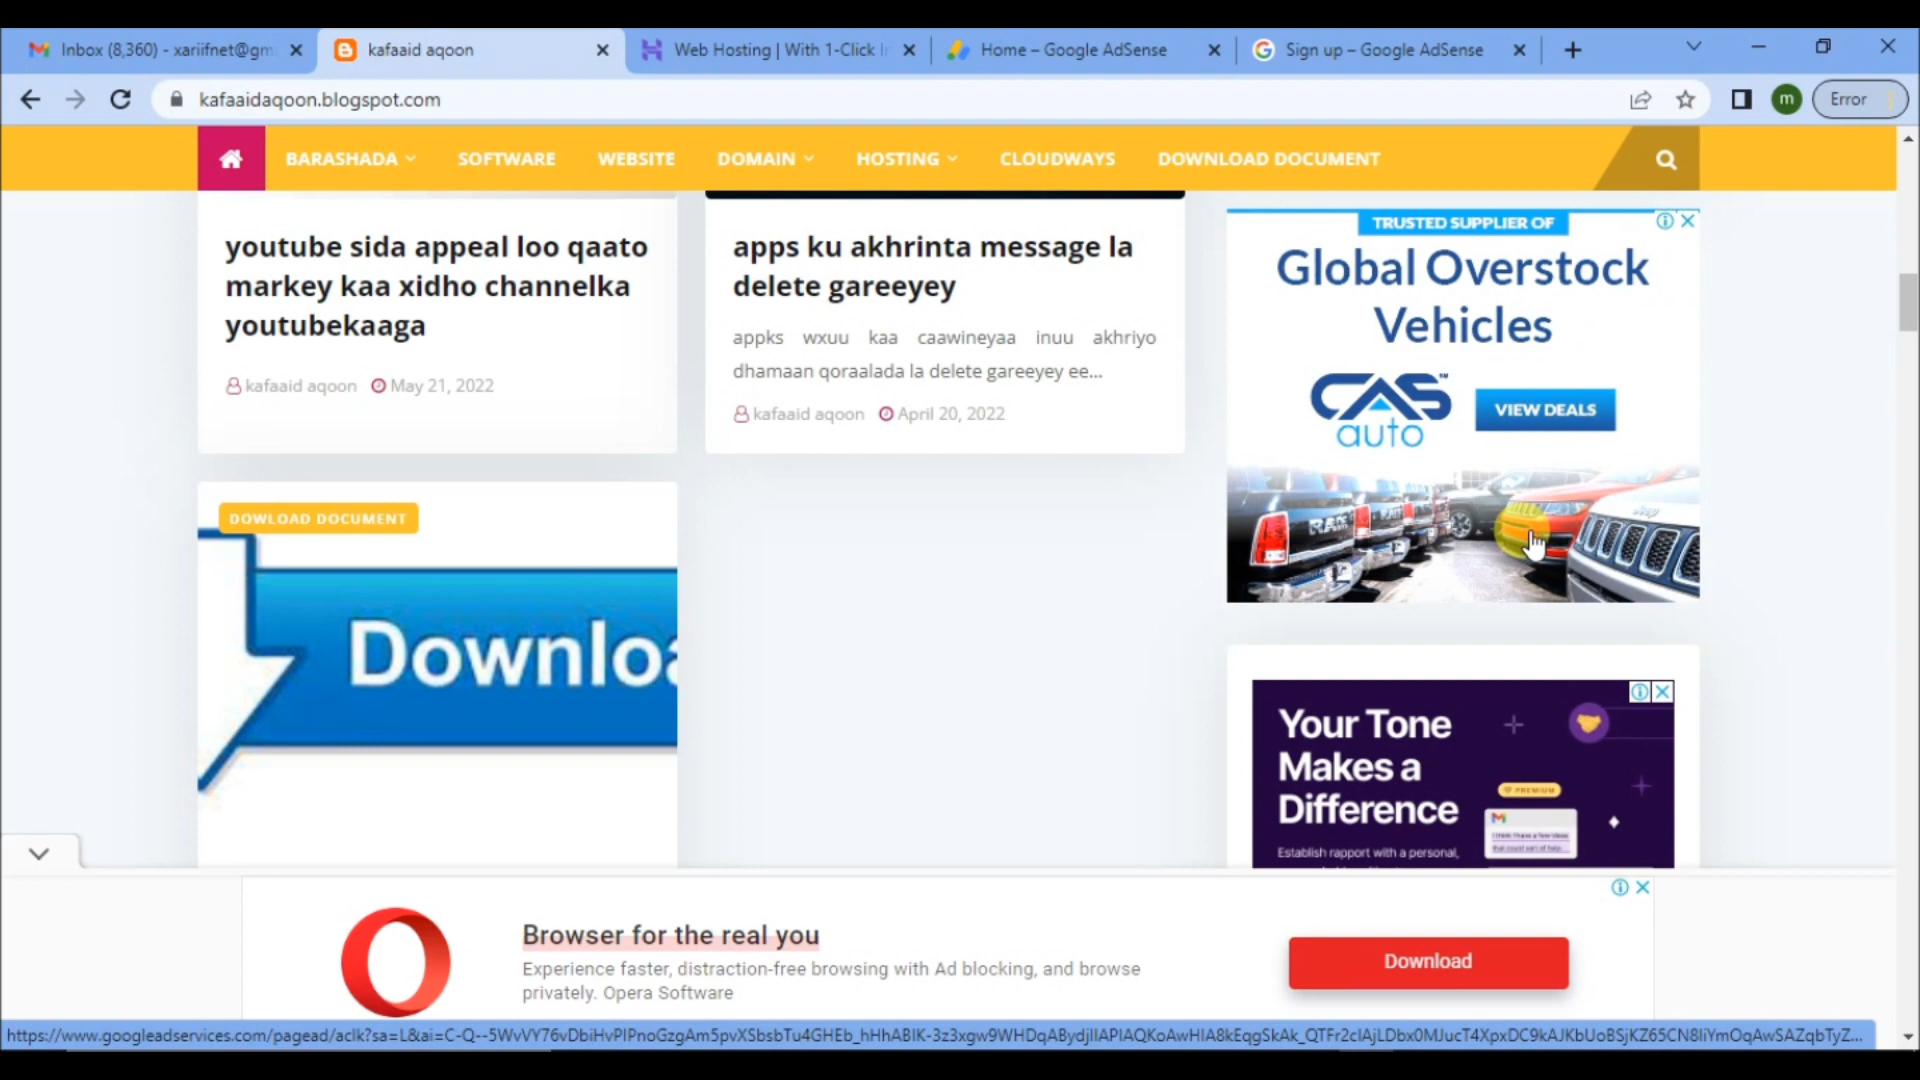 Inbox (8,360) - xariifnet@gm
kafaaid aqoon
Web Hosting | With 1-Click I
Home – Google AdSense
Sign up – Google AdSense
kafaaidaqoon.blogspot.com
m
Error
BARASHADA
SOFTWARE
WEBSITE
DOMAIN
HOSTING
CLOUDWAYS
DOWNLOAD DOCUMENT
youtube sida appeal loo qaato
markey kaa xidho channelka
youtubekaaga
kafaaid aqoon
May 21, 2022
apps ku akhrinta message la
delete gareeyey
appks wxuu kaa caawineyaa inuu akhriyo
dhamaan qoraalada la delete gareeyey ee...
kafaaid aqoon
April 20, 2022
TRUSTED SUPPLIER OF
Global Overstock
Vehicles
CAS™
auto
VIEW DEALS
DOWLOAD DOCUMENT
Downloa
Your Tone
Makes a
Difference
PREMIUM
Establish rapport with a personal,
Browser for the real you
Experience faster, distraction-free browsing with Ad blocking, and browse
privately. Opera Software
Download